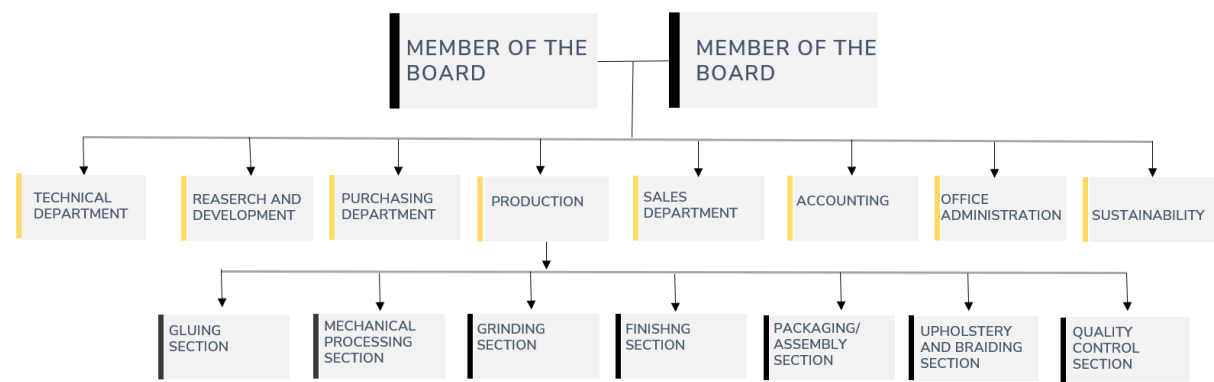 MEMBER OF THE
BOARD
MEMBER OF THE
BOARD
TECHNICAL
DEPARTMENT
REASERCH AND
DEVELOPMENT
PURCHASING
DEPARTMENT
PRODUCTION
SALES
DEPARTMENT
ACCOUNTING
OFFICE
ADMINISTRATION
SUSTAINABILITY
GLUING
SECTION
MECHANICAL
PROCESSING
SECTION
GRINDING
SECTION
FINISHNG
SECTION
PACKAGING/
ASSEMBLY
SECTION
UPHOLSTERY
AND BRAIDING
SECTION
QUALITY
CONTROL
SECTION